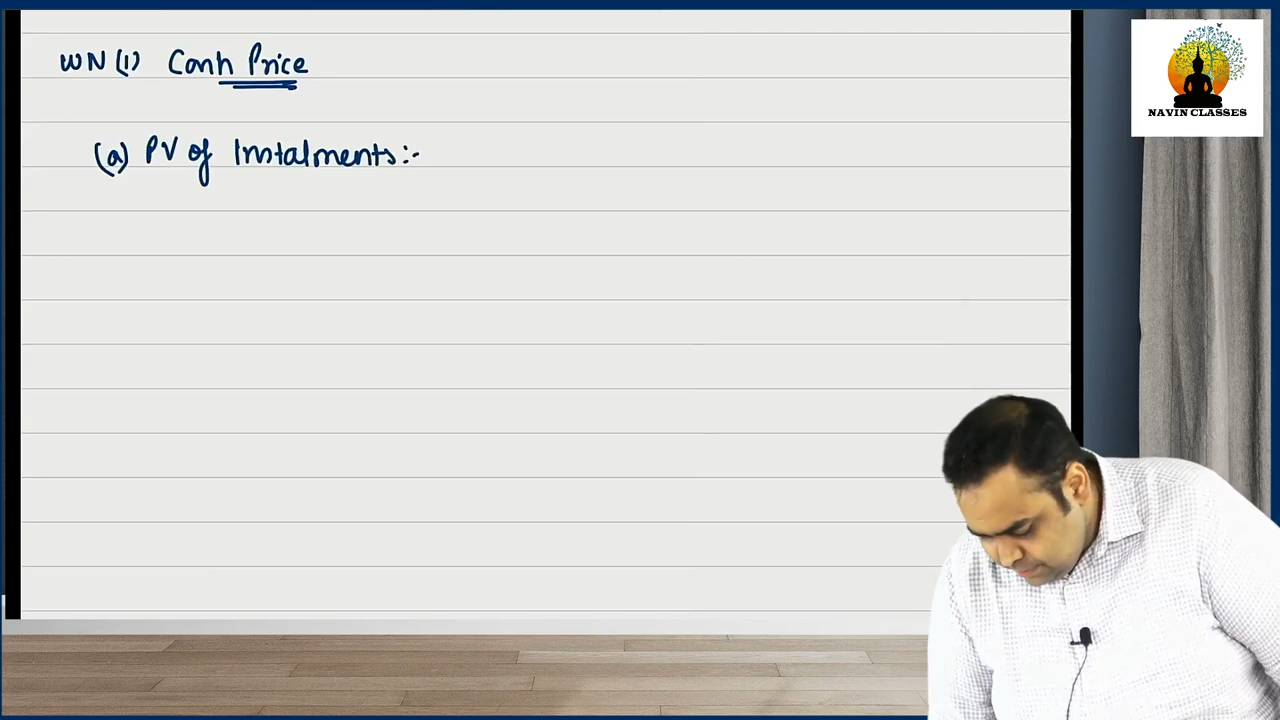 WN (1) Cash Price
(a) PV of Instalments :-
NAVIN CLASSES